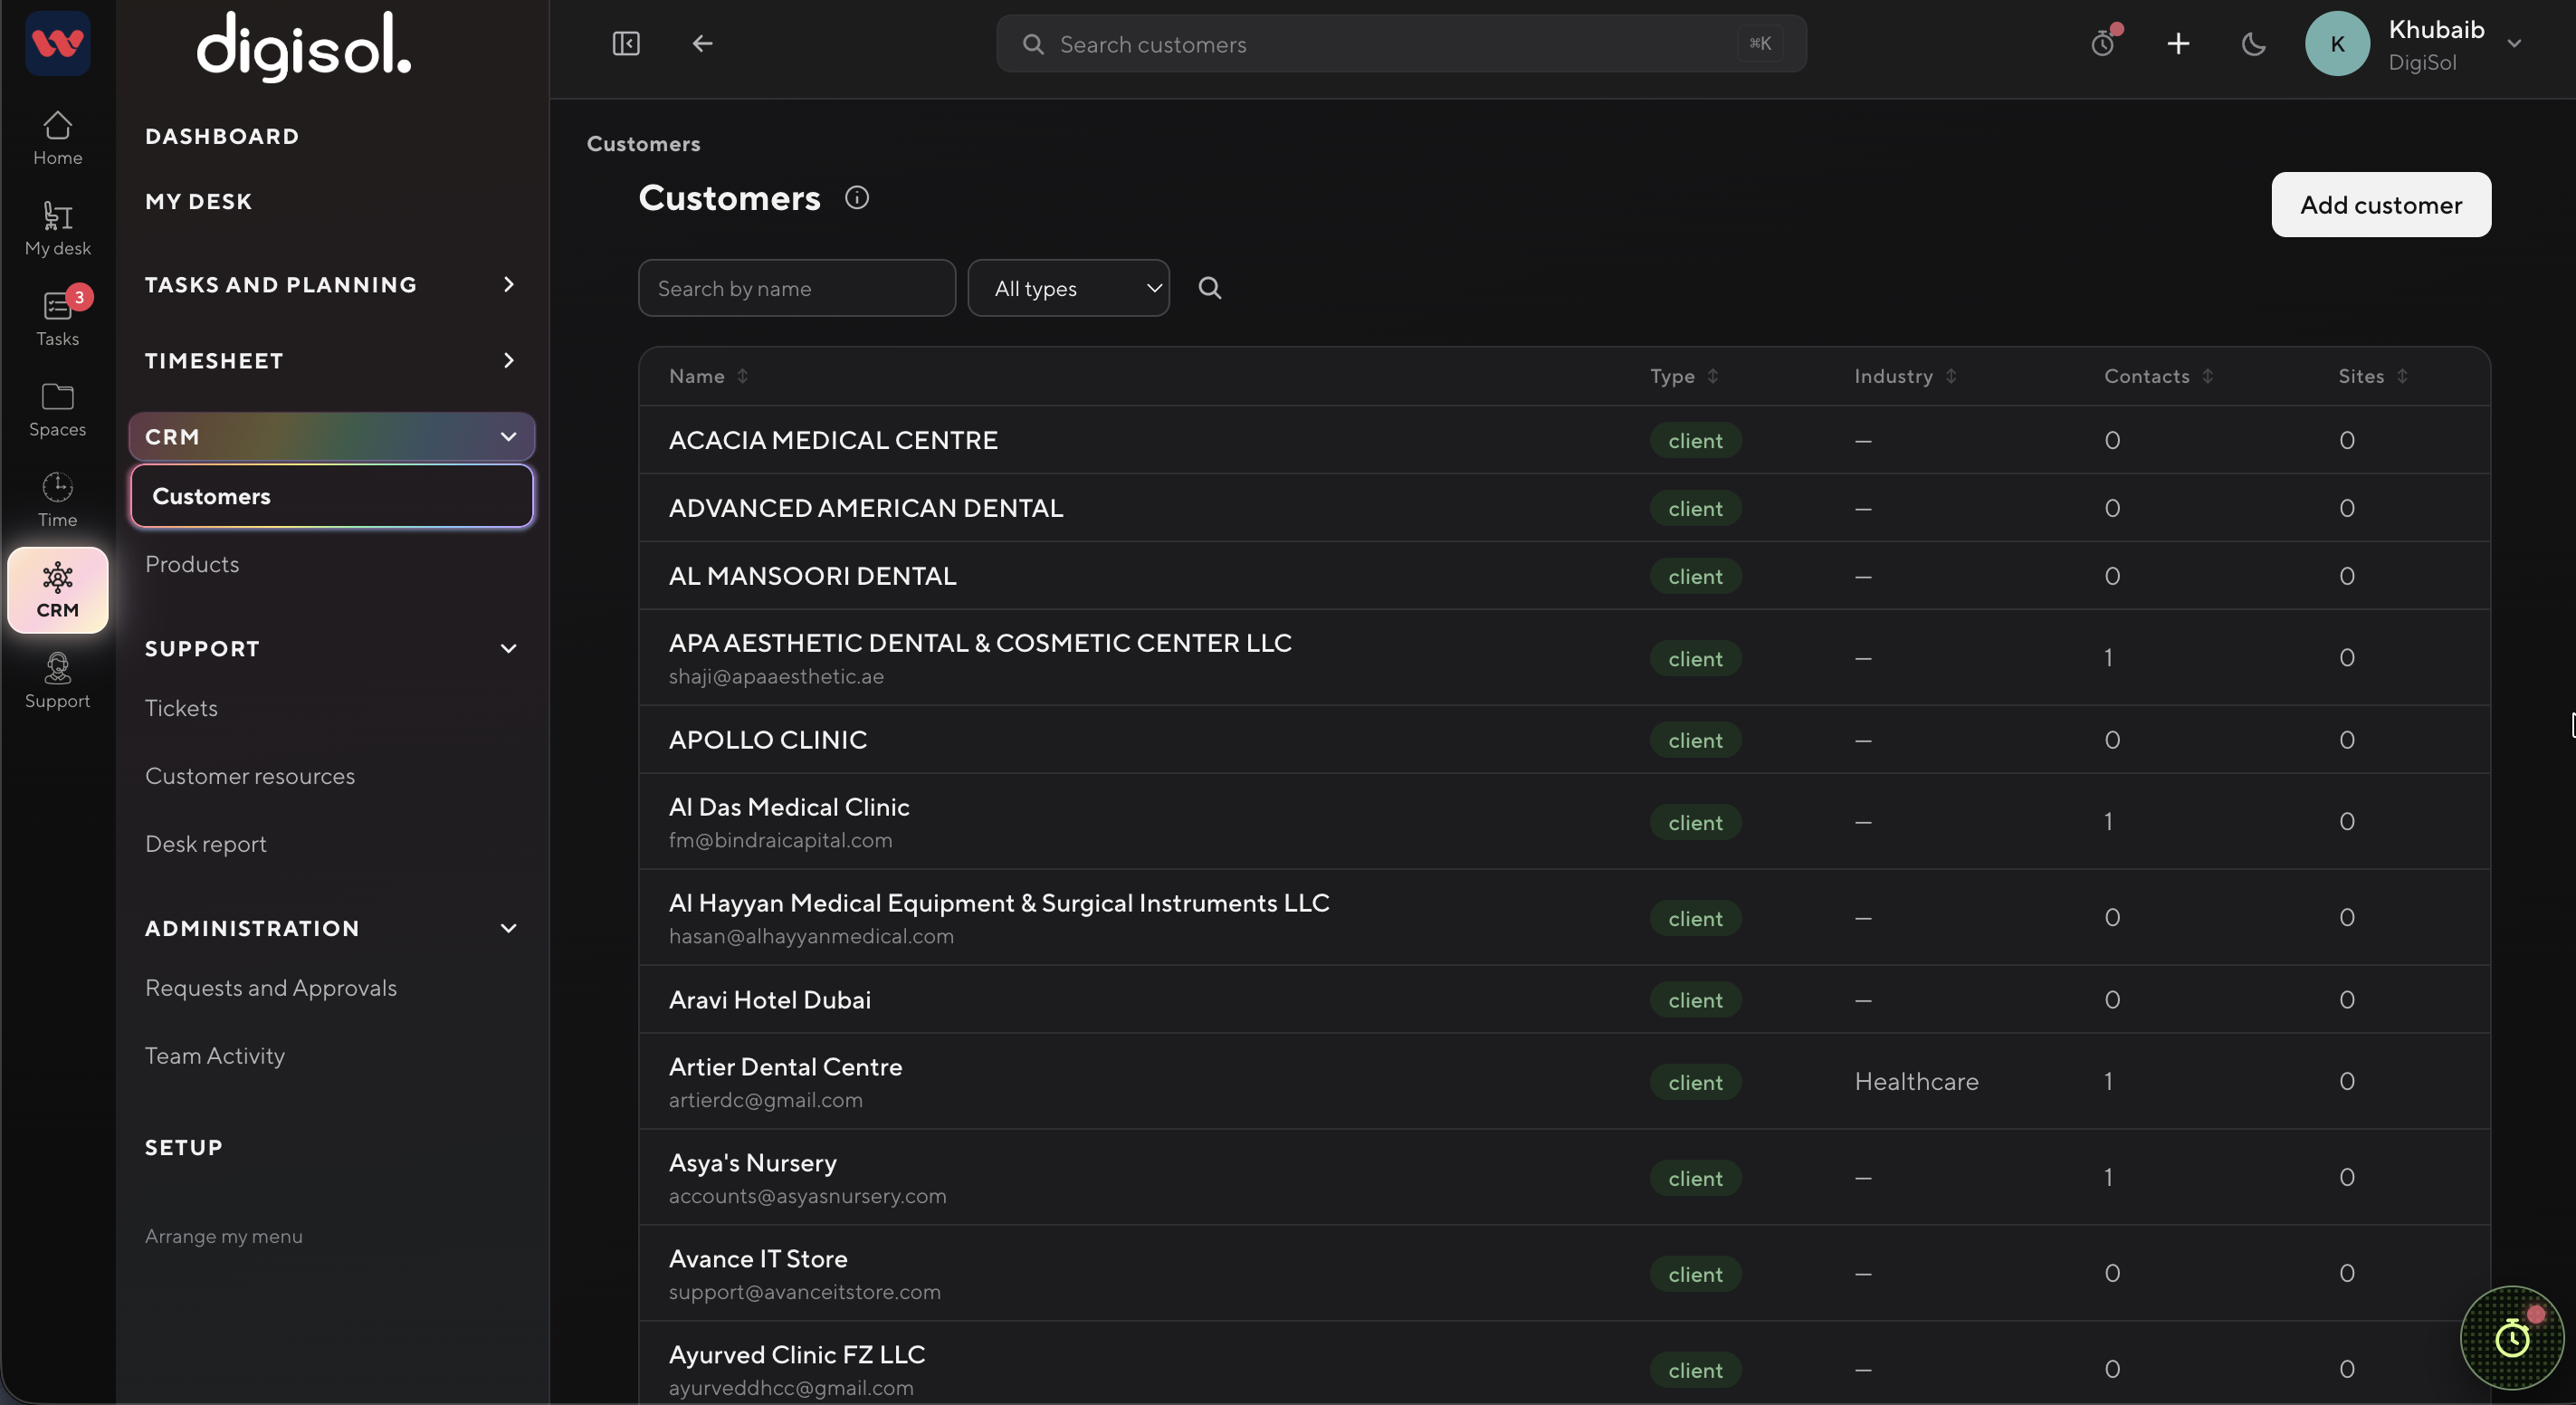 digisol.
Home
My desk
3
Tasks
Spaces
Time
CRM
Support
DASHBOARD
MY DESK
TASKS AND PLANNING
TIMESHEET
CRM
Customers
Products
SUPPORT
Tickets
Customer resources
Desk report
ADMINISTRATION
Requests and Approvals
Team Activity
SETUP
Arrange my menu
Search customers
⌘K
K
Khubaib
DigiSol
Customers
Customers
Add customer
Search by name
All types
Name Type Industry Contacts Sites
ACACIA MEDICAL CENTRE client — 0 0
ADVANCED AMERICAN DENTAL client — 0 0
AL MANSOORI DENTAL client — 0 0
APA AESTHETIC DENTAL & COSMETIC CENTER LLC client — 1 0
shaji@apaaesthetic.ae
APOLLO CLINIC client — 0 0
Al Das Medical Clinic client — 1 0
fm@bindraicapital.com
Al Hayyan Medical Equipment & Surgical Instruments LLC client — 0 0
hasan@alhayyanmedical.com
Aravi Hotel Dubai client — 0 0
Artier Dental Centre client Healthcare 1 0
artierdc@gmail.com
Asya's Nursery client — 1 0
accounts@asyasnursery.com
Avance IT Store client — 0 0
support@avanceitstore.com
Ayurved Clinic FZ LLC client — 0 0
ayurveddhcc@gmail.com